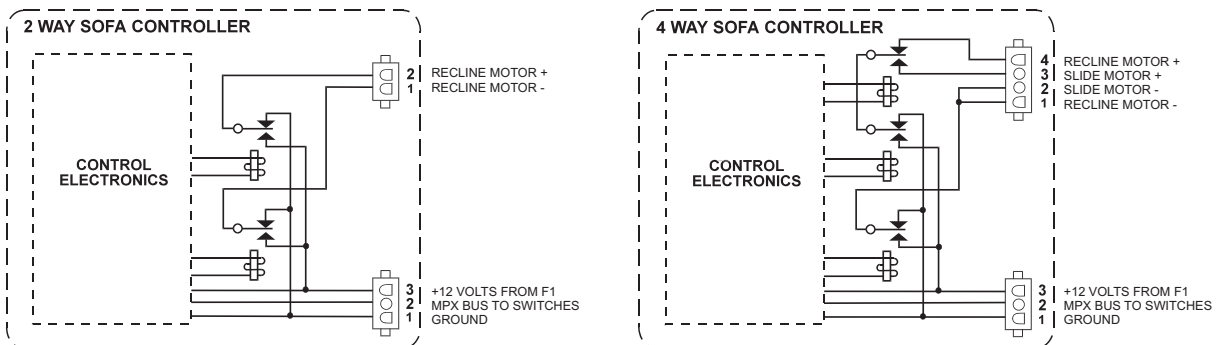 2 WAY SOFA CONTROLLER
CONTROL
ELECTRONICS
2 RECLINE MOTOR +
1 RECLINE MOTOR -
3 +12 VOLTS FROM F1
2 MPX BUS TO SWITCHES
1 GROUND
4 WAY SOFA CONTROLLER
CONTROL
ELECTRONICS
4 RECLINE MOTOR +
3 SLIDE MOTOR +
2 SLIDE MOTOR -
1 RECLINE MOTOR -
3 +12 VOLTS FROM F1
2 MPX BUS TO SWITCHES
1 GROUND